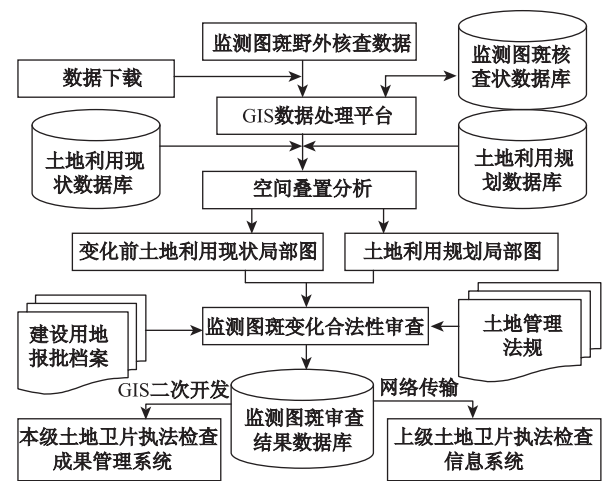 监测图斑野外核查数据
数据下载
监测图斑核
查状数据库
GIS数据处理平台
土地利用现
状数据库
土地利用规
划数据库
空间叠置分析
变化前土地利用现状局部图
土地利用规划局部图
建设用地
报批档案
监测图斑变化合法性审查
土地管理
法规
GIS二次开发
监测图斑审查
结果数据库
网络传输
本级土地卫片执法检查
成果管理系统
上级土地卫片执法检查
信息系统